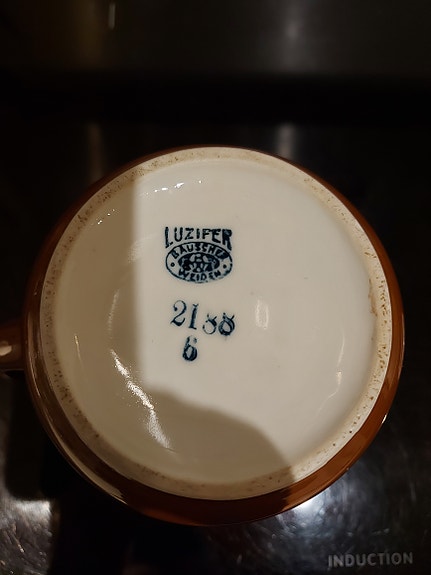 LUZIFER
BAUSCHER
WEIDEN
2188
6
INDUCTION